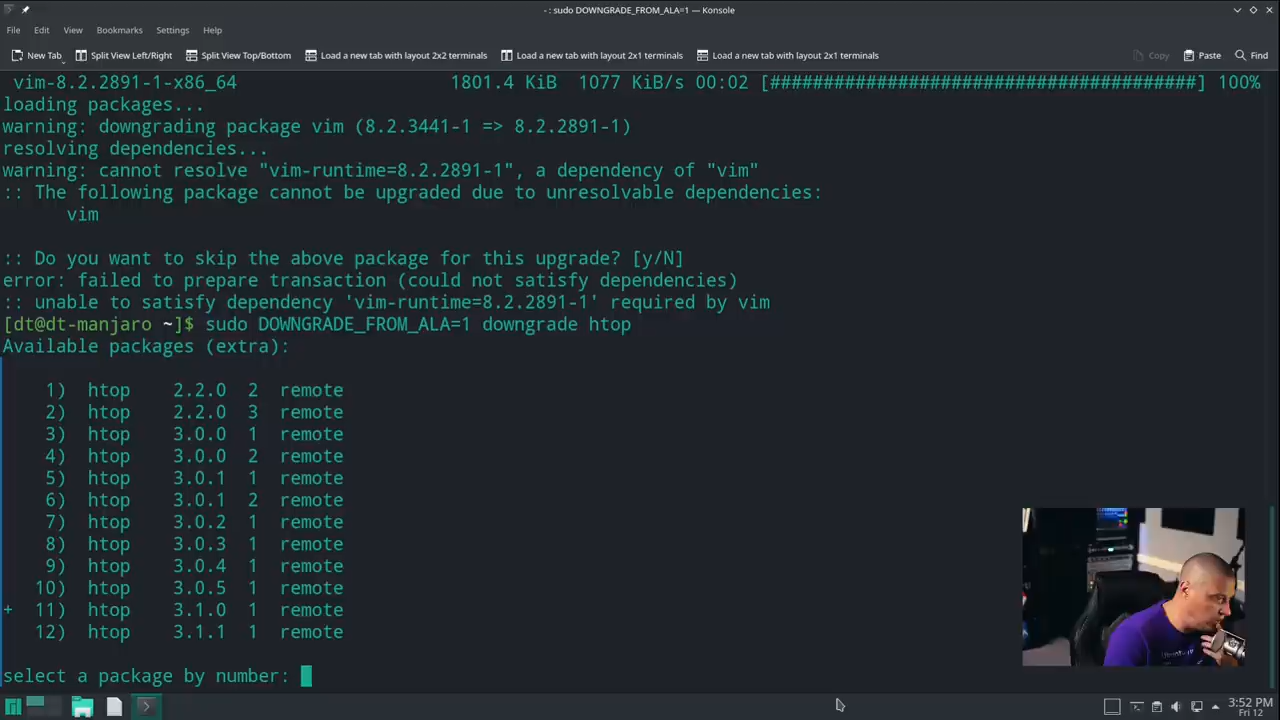 - : sudo DOWNGRADE_FROM_ALA=1 — Konsole
File Edit View Bookmarks Settings Help
New Tab Split View Left/Right Split View Top/Bottom Load a new tab with layout 2x2 terminals Load a new tab with layout 2x1 terminals Load a new tab with layout 1x2 terminals Copy Paste Find
vim-8.2.2891-1-x86_64 1801.4 KiB 1077 KiB/s 00:02 [########################################] 100%
loading packages...
warning: downgrading package vim (8.2.3441-1 => 8.2.2891-1)
resolving dependencies...
warning: cannot resolve "vim-runtime=8.2.2891-1", a dependency of "vim"
:: The following package cannot be upgraded due to unresolvable dependencies:
vim
:: Do you want to skip the above package for this upgrade? [y/N]
error: failed to prepare transaction (could not satisfy dependencies)
:: unable to satisfy dependency 'vim-runtime=8.2.2891-1' required by vim
[dt@dt-manjaro ~]$ sudo DOWNGRADE_FROM_ALA=1 downgrade htop
Available packages (extra):
1) htop 2.2.0 2 remote
2) htop 2.2.0 3 remote
3) htop 3.0.0 1 remote
4) htop 3.0.0 2 remote
5) htop 3.0.1 1 remote
6) htop 3.0.1 2 remote
7) htop 3.0.2 1 remote
8) htop 3.0.3 1 remote
9) htop 3.0.4 1 remote
10) htop 3.0.5 1 remote
+ 11) htop 3.1.0 1 remote
12) htop 3.1.1 1 remote
select a package by number:
3:52 PM
Fri 12